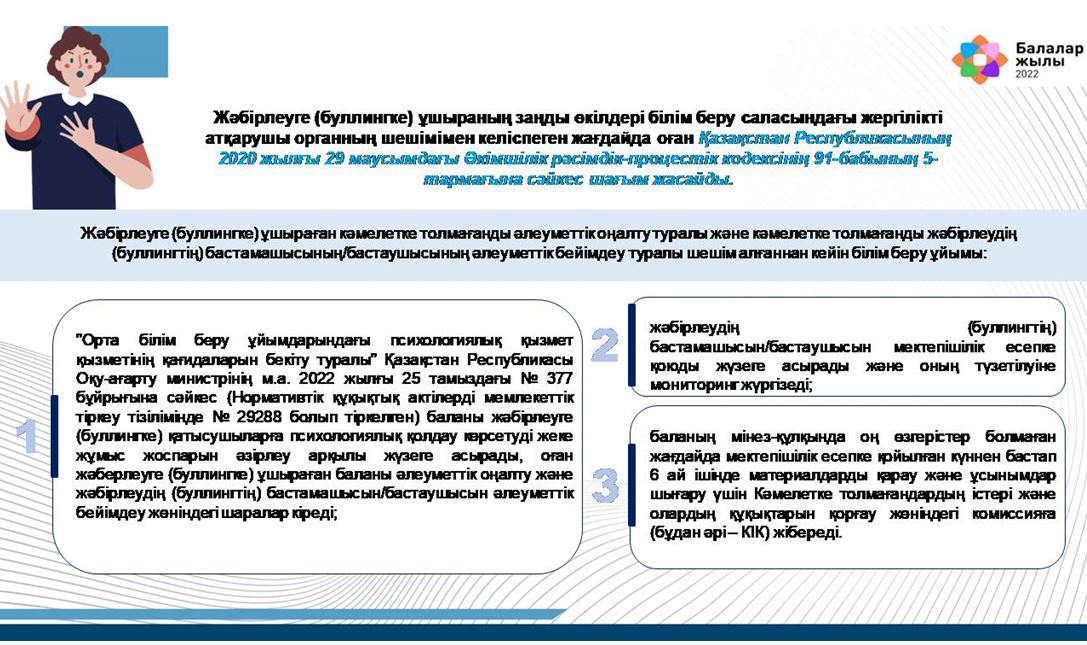 Балалар
жылы
2022
Жәбірлеуге (буллингке) ұшыраның заңды өкілдері білім беру саласындағы жергілікті
атқарушы органның шешімімен келіспеген жағдайда оған Қазақстан Республикасының
2020 жылғы 29 маусымдағы Әкімшілік рәсімдік-процестік кодексінің 91-бабының 5-
тармағына сәйкес шағым жасайды.
Жәбірлеуге (буллингке) ұшыраған кәмелетке толмағанды әлеуметтік оңалту туралы және кәмелетке толмағанды жәбірлеудің
(буллингтің) бастамашысының/бастаушысының әлеуметтік бейімдеу туралы шешім алғаннан кейін білім беру ұйымы:
1
"Орта білім беру ұйымдарындағы психологиялық қызмет
қызметінің қағидаларын бекіту туралы" Қазақстан Республикасы
Оқу-ағарту министрінің м.а. 2022 жылғы 25 тамыздағы № 377
бұйрығына сәйкес (Нормативтік құқықтық актілерді мемлекеттік
тіркеу тізілімінде № 29288 болып тіркелген) баланы жәбірлеуге
(буллингке) қатысушыларға психологиялық қолдау көрсетуді жеке
жұмыс жоспарын әзірлеу арқылы жүзеге асырады, оған
жәберлеуге (буллингке) ұшыраған баланы әлеуметтік оңалту және
жәбірлеудің (буллингтің) бастамашысын/бастаушысын әлеуметтік
бейімдеу жөніндегі шаралар кіреді;
2
жәбірлеудің (буллингтің)
бастамашысын/бастаушысын мектепішілік есепке
қоюды жүзеге асырады және оның түзетілуіне
мониторинг жүргізеді;
3
баланың мінез-құлқында оң өзгерістер болмаған
жағдайда мектепішілік есепке қойылған күннен бастап
6 ай ішінде материалдарды қарау және ұсынымдар
шығару үшін Кәмелетке толмағандардың істері және
олардың құқықтарын қорғау жөніндегі комиссияға
(бұдан әрі – КІК) жібереді.